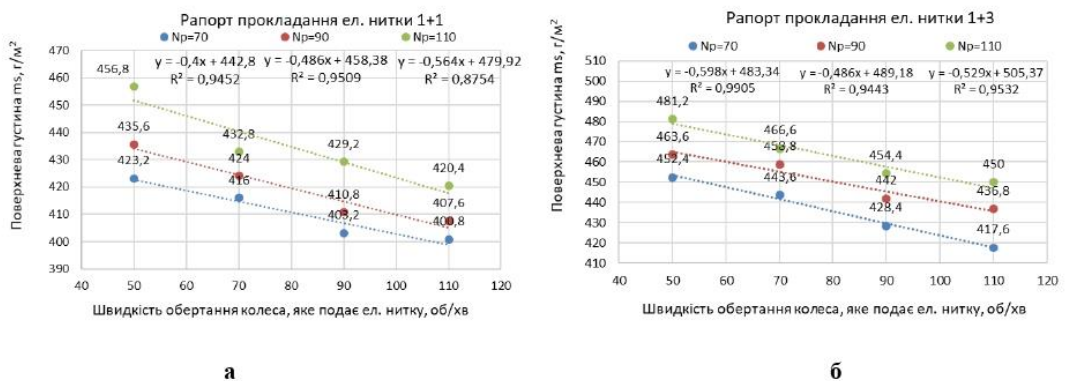 Рапорт прокладання ел. нитки 1+1
Np=70 Np=90 Np=110
y = -0,4x + 442,8 y = -0,486x + 458,38 y = -0,564x + 479,92
R² = 0,9452 R² = 0,9509 R² = 0,8754
Поверхнева густина ms, г/м²
470
460
450
440
430
420
410
400
390
456,8
435,6
423,2
432,8
424
416
429,2
410,8
403,2
420,4
407,6
400,8
40 50 60 70 80 90 100 110 120
Швидкість обертання колеса, яке подає ел. нитку, об/хв
а
Рапорт прокладання ел. нитки 1+3
Np=70 Np=90 Np=110
y = -0,598x + 483,34 y = -0,486x + 489,18 y = -0,529x + 505,37
R² = 0,9905 R² = 0,9443 R² = 0,9532
Поверхнева густина ms, г/м²
510
500
490
480
470
460
450
440
430
420
410
481,2
463,6
452,4
466,6
458,8
443,6
454,4
442
428,4
450
436,8
417,6
40 50 60 70 80 90 100 110 120
Швидкість обертання колеса, яке подає ел. нитку, об/хв
б